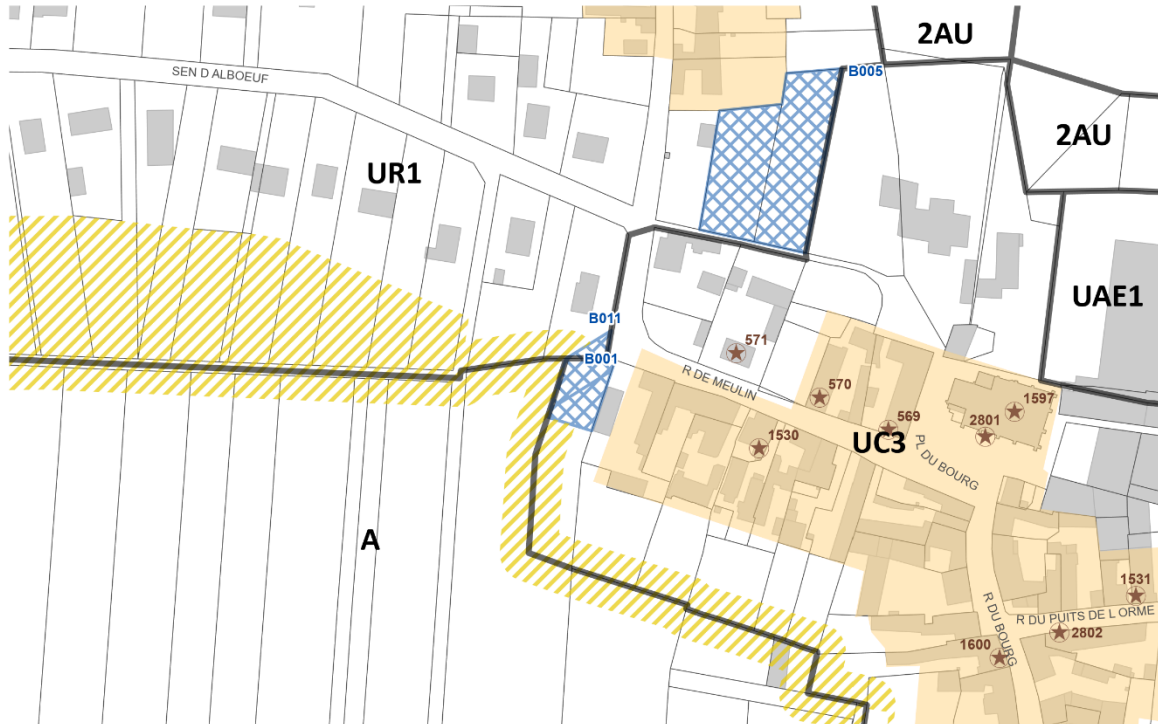 2AU
B005
SEN D ALBOEUF
2AU
UR1
UAE1
B011
571
B001
R DE MEULIN
570
1597
569
2801
1530
UC3
PL DU BOURG
A
1531
R DU PUITS DE L ORME
2802
R DU BOURG
1600